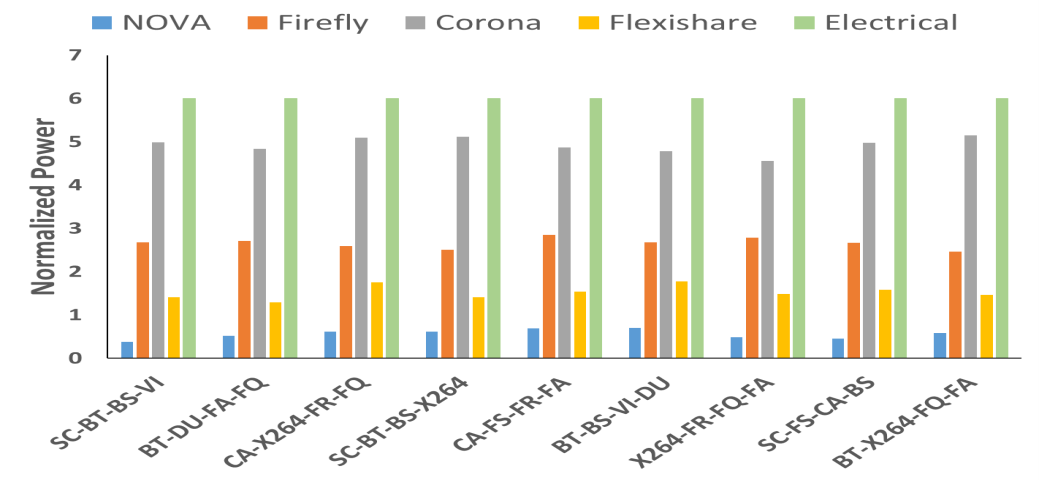 NOVA Firefly Corona Flexishare Electrical
7
6
5
4
3
2
1
0
Normalized Power
SC-BT-BS-VI
BT-DU-FA-FQ
CA-X264-FR-FQ
SC-BT-BS-X264
CA-FS-FR-FA
BT-BS-VI-DU
X264-FR-FQ-FA
SC-FS-CA-BS
BT-X264-FQ-FA